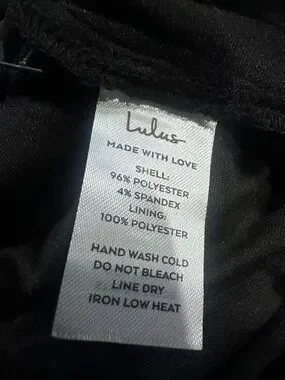 Lulus
MADE WITH LOVE
SHELL:
96% POLYESTER
4% SPANDEX
LINING:
100% POLYESTER
HAND WASH COLD
DO NOT BLEACH
LINE DRY
IRON LOW HEAT